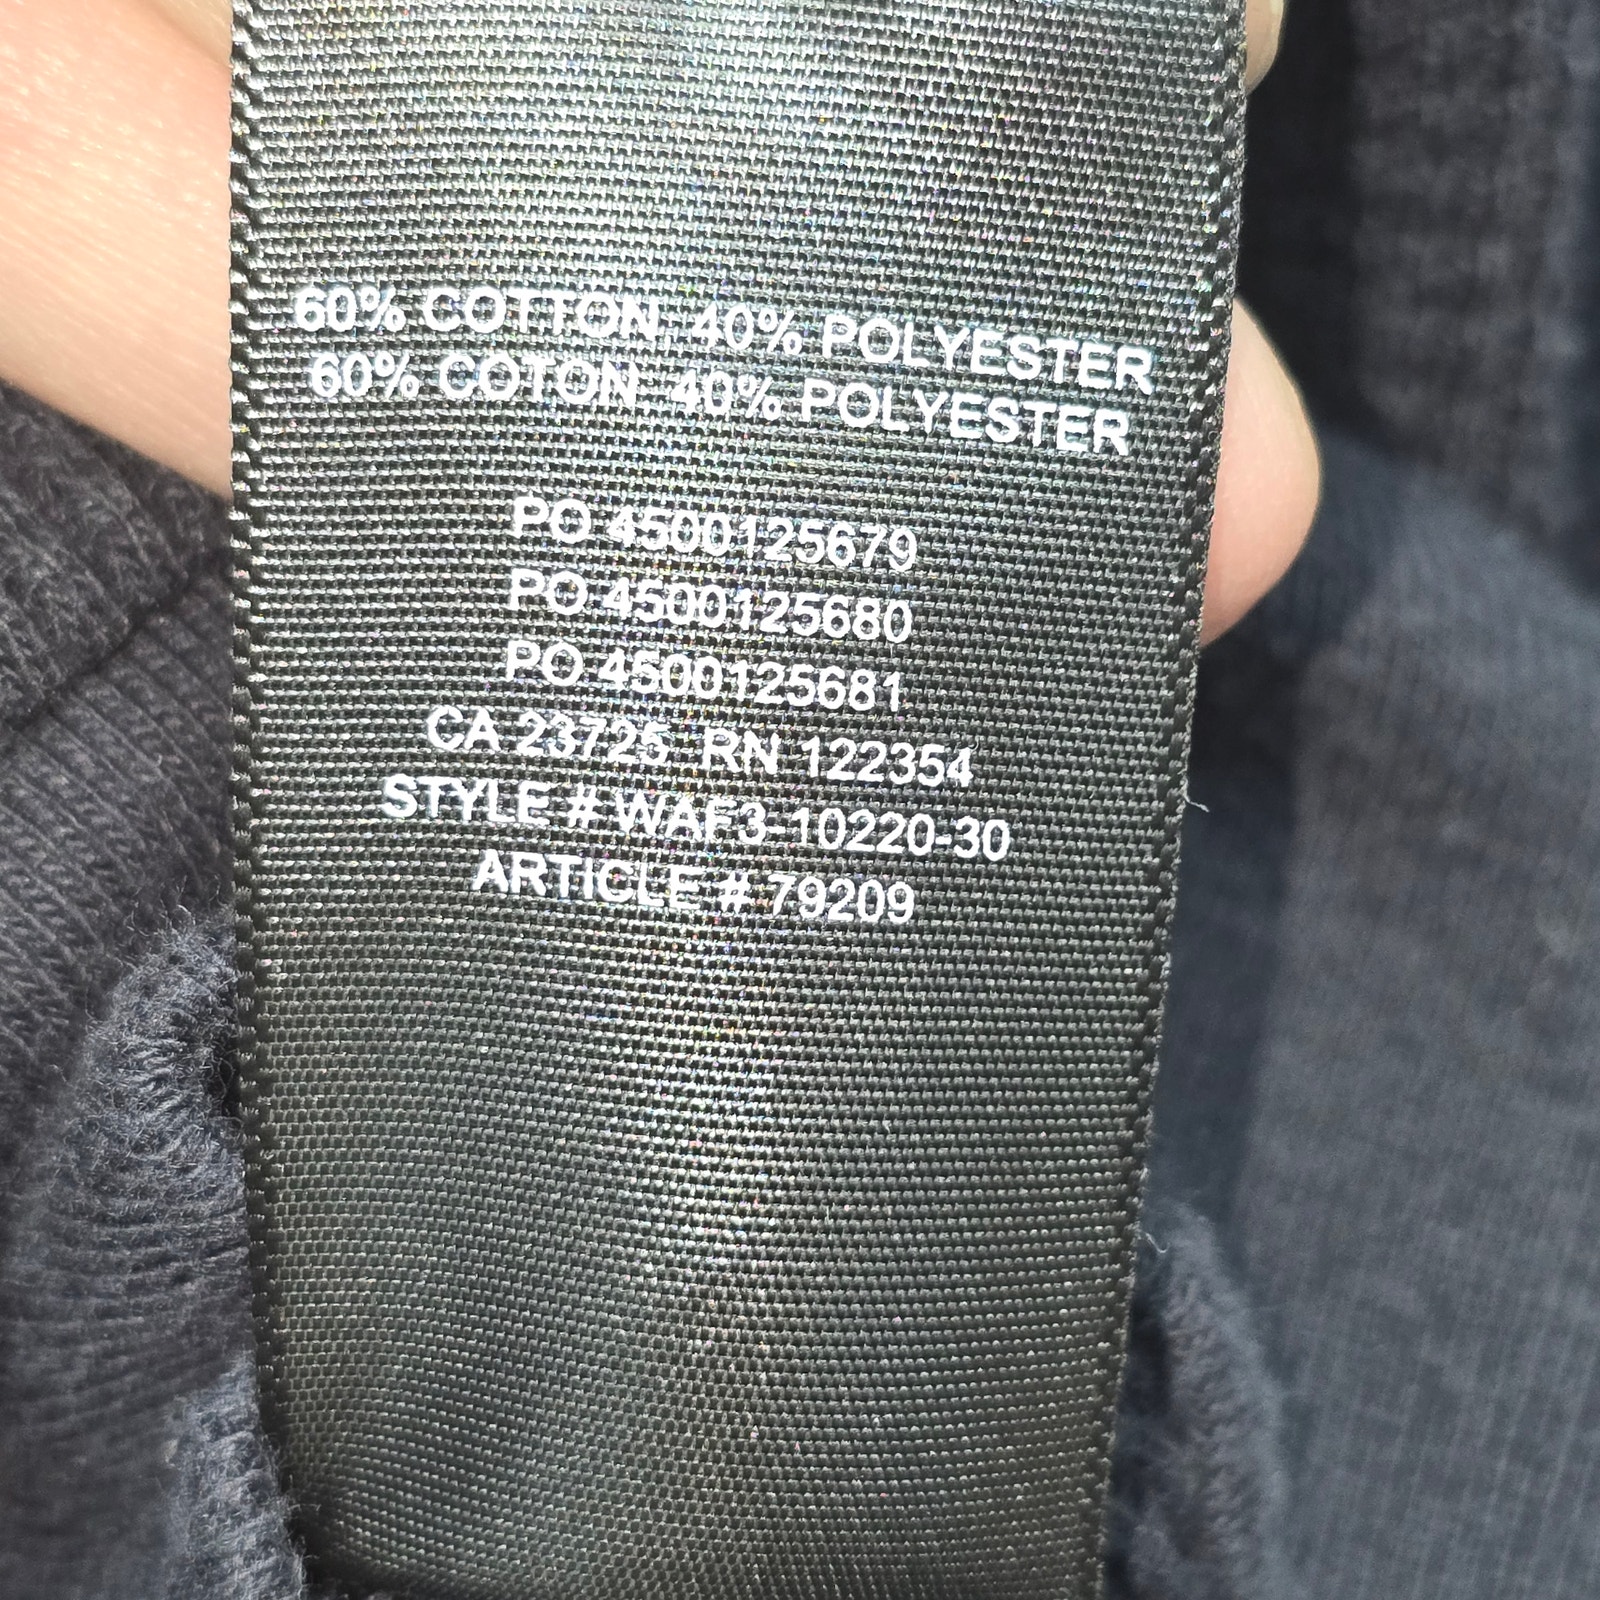 60% COTTON 40% POLYESTER
60% COTON 40% POLYESTER
PO 4500125679
PO 4500125680
PO 4500125681
CA 23725 RN 122354
STYLE # WAF3-10220-30
ARTICLE # 79209